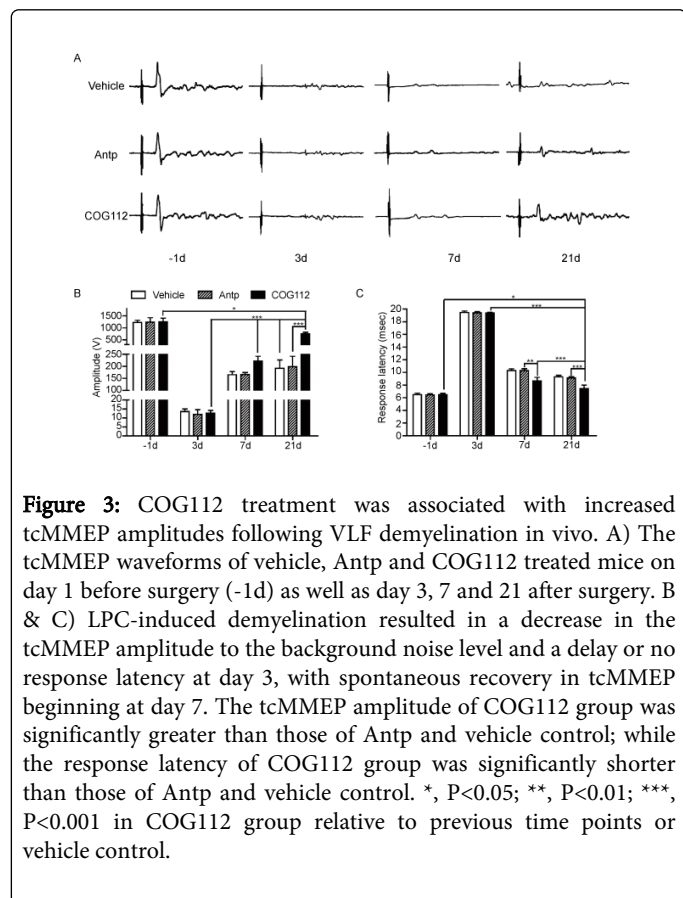 A
Vehicle
Antp
COG112
-1d 3d 7d 21d
B
Vehicle Antp COG112
Amplitude (V)
1500
1000
500
250
200
150
100
50
20
15
10
5
0
* *** ***
-1d 3d 7d 21d
C
Response latency (msec)
20
18
16
14
12
10
8
6
4
2
0
* *** ** *** ***
-1d 3d 7d 21d
Figure 3: COG112 treatment was associated with increased
tcMMEP amplitudes following VLF demyelination in vivo. A) The
tcMMEP waveforms of vehicle, Antp and COG112 treated mice on
day 1 before surgery (-1d) as well as day 3, 7 and 21 after surgery. B
& C) LPC-induced demyelination resulted in a decrease in the
tcMMEP amplitude to the background noise level and a delay or no
response latency at day 3, with spontaneous recovery in tcMMEP
beginning at day 7. The tcMMEP amplitude of COG112 group was
significantly greater than those of Antp and vehicle control; while
the response latency of COG112 group was significantly shorter
than those of Antp and vehicle control. *, P<0.05; **, P<0.01; ***,
P<0.001 in COG112 group relative to previous time points or
vehicle control.